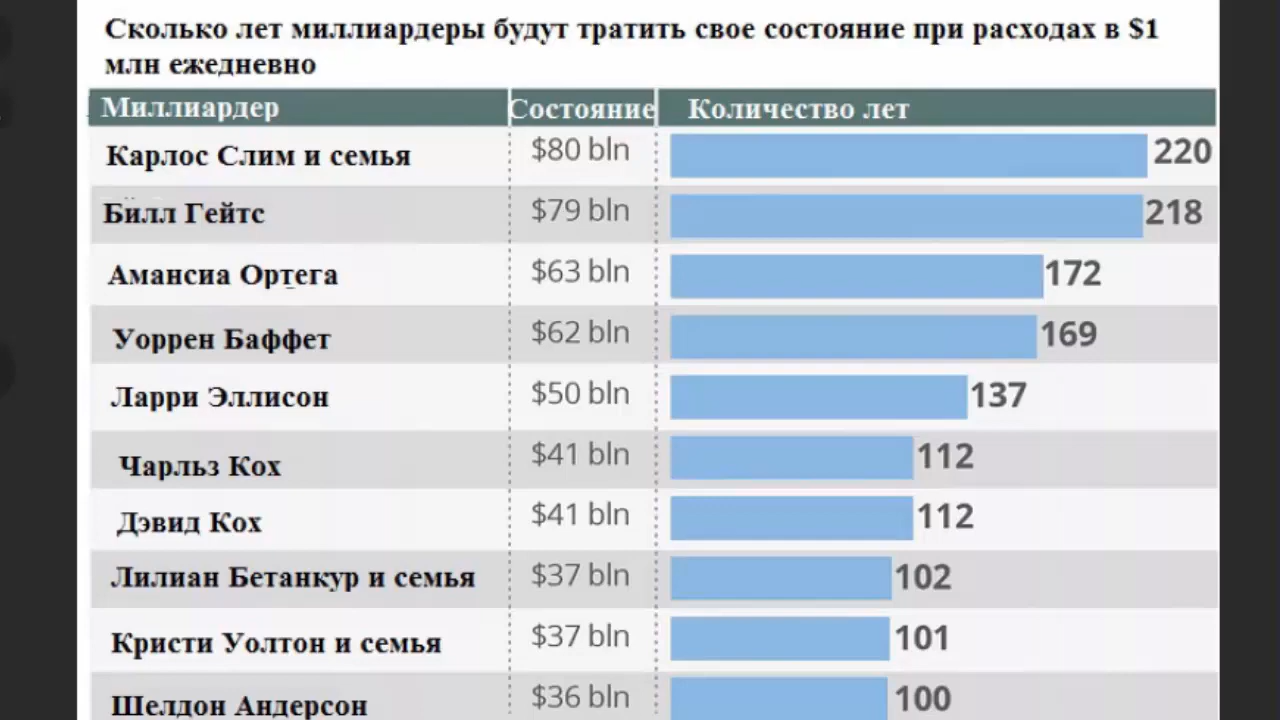 Сколько лет миллиардеры будут тратить свое состояние при расходах в $1
млн ежедневно
Миллиардер Состояние Количество лет
Карлос Слим и семья $80 bln 220
Билл Гейтс $79 bln 218
Амансиа Ортега $63 bln 172
Уоррен Баффет $62 bln 169
Ларри Эллисон $50 bln 137
Чарльз Кох $41 bln 112
Дэвид Кох $41 bln 112
Лилиан Бетанкур и семья $37 bln 102
Кристи Уолтон и семья $37 bln 101
Шелдон Андерсон $36 bln 100